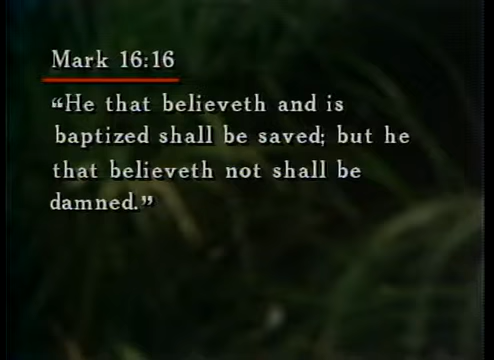 Mark 16:16
“He that believeth and is
baptized shall be saved; but he
that believeth not shall be
damned.”